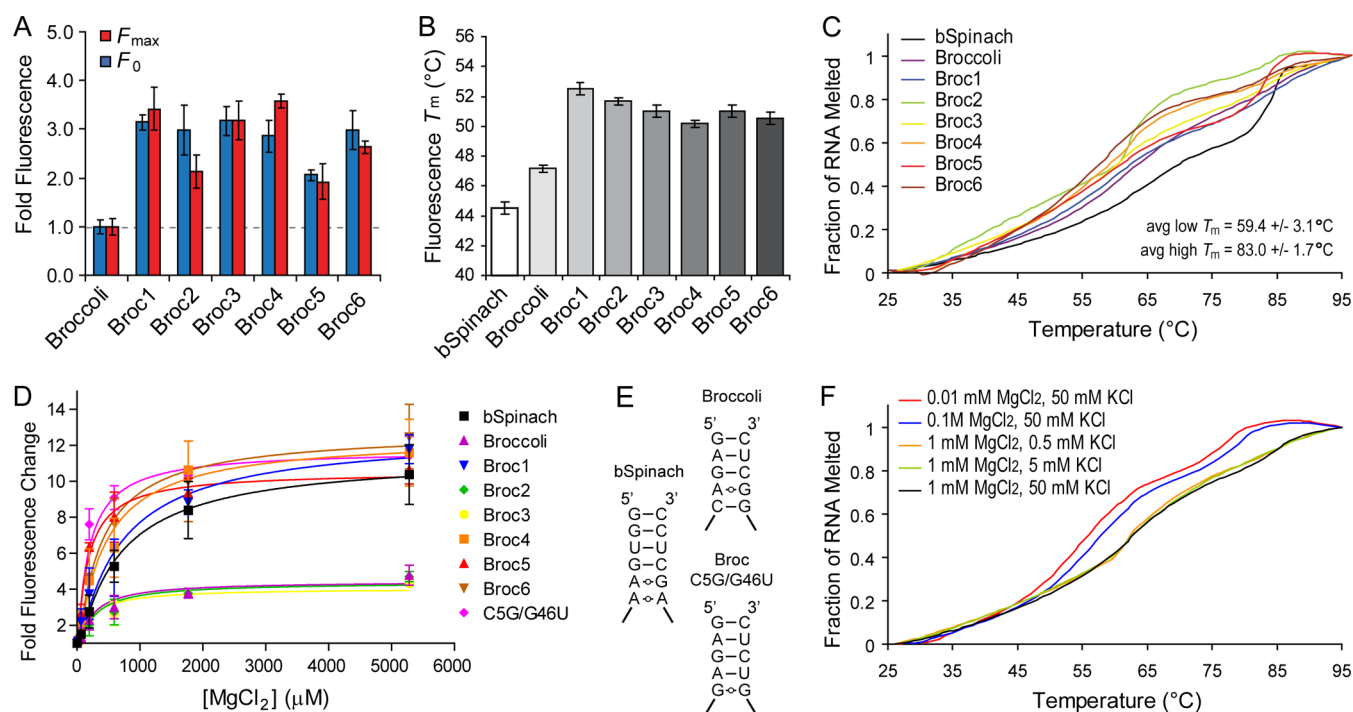 A
F max
F 0
Fold Fluorescence
5.0
4.0
3.0
2.0
1.0
0.0
Broccoli
Broc1
Broc2
Broc3
Broc4
Broc5
Broc6
B
Fluorescence Tm (°C)
56
54
52
50
48
46
44
42
40
bSpinach
Broccoli
Broc1
Broc2
Broc3
Broc4
Broc5
Broc6
C
bSpinach
Broccoli
Broc1
Broc2
Broc3
Broc4
Broc5
Broc6
Fraction of RNA Melted
1
0.8
0.6
0.4
0.2
0
avg low Tm = 59.4 +/- 3.1°C
avg high Tm = 83.0 +/- 1.7°C
25 35 45 55 65 75 85 95
Temperature (°C)
D
Fold Fluorescence Change
14
12
10
8
6
4
2
0 1000 2000 3000 4000 5000 6000
[MgCl2] (μM)
bSpinach
Broccoli
Broc1
Broc2
Broc3
Broc4
Broc5
Broc6
C5G/G46U
E
bSpinach
5’ 3’
G–C
G–C
U–U
G–C
A⋄G
A⋄A
Broccoli
5’ 3’
G–C
A–U
G–C
A⋄G
C–G
Broc
C5G/G46U
5’ 3’
G–C
A–U
G–C
A–U
G⋄G
F
0.01 mM MgCl2, 50 mM KCl
0.1M MgCl2, 50 mM KCl
1 mM MgCl2, 0.5 mM KCl
1 mM MgCl2, 5 mM KCl
1 mM MgCl2, 50 mM KCl
Fraction of RNA Melted
1
0.8
0.6
0.4
0.2
0
25 35 45 55 65 75 85 95
Temperature (°C)